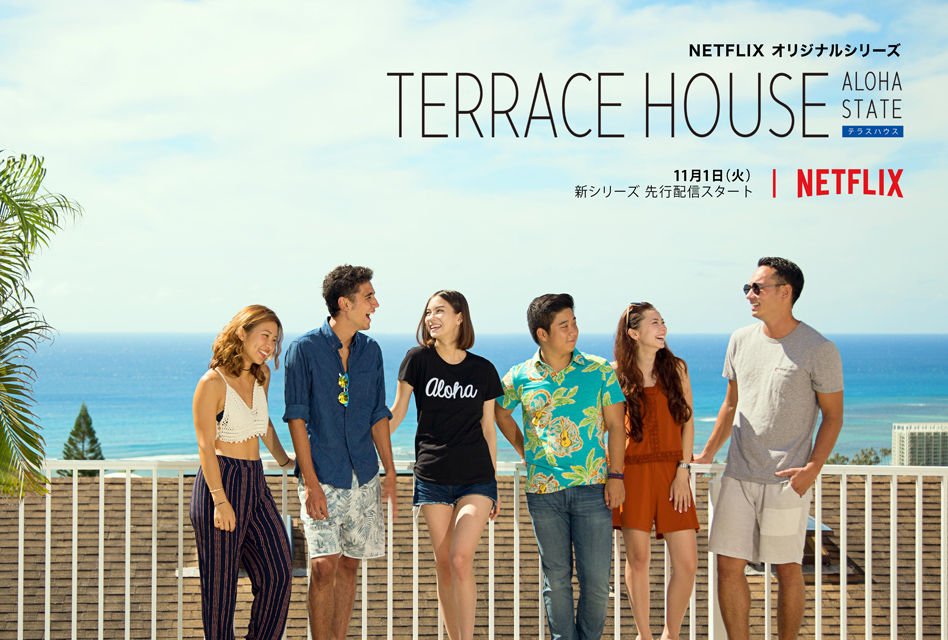 NETFLIX オリジナルシリーズ
TERRACE HOUSE
ALOHA
STATE
テラスハウス
11月1日(火)
新シリーズ 先行配信スタート
NETFLIX
Aloha